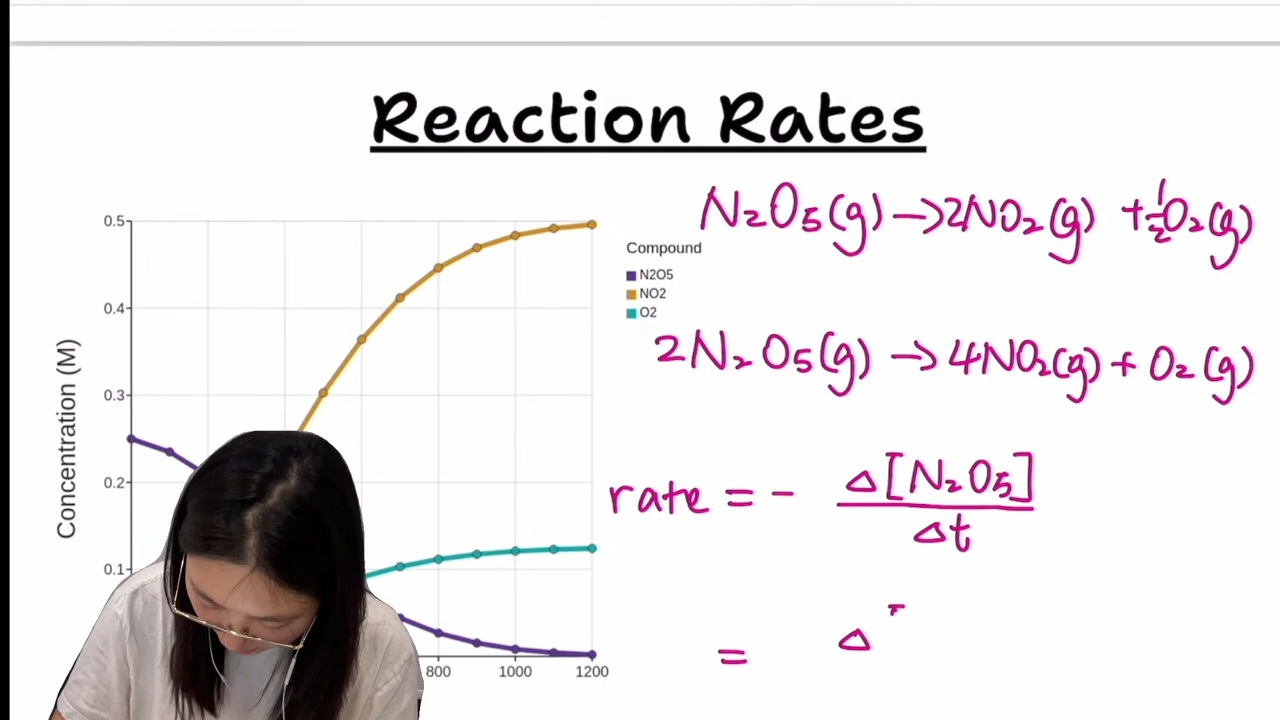 Reaction Rates
N₂O₅(g) → 2NO₂(g) + ½O₂(g)
0.5
Compound
N2O5
NO2
O2
0.4
2N₂O₅(g) → 4NO₂(g) + O₂(g)
0.3
Concentration (M)
0.2
rate = - Δ[N₂O₅] / Δt
0.1
= Δ
800
1000
1200